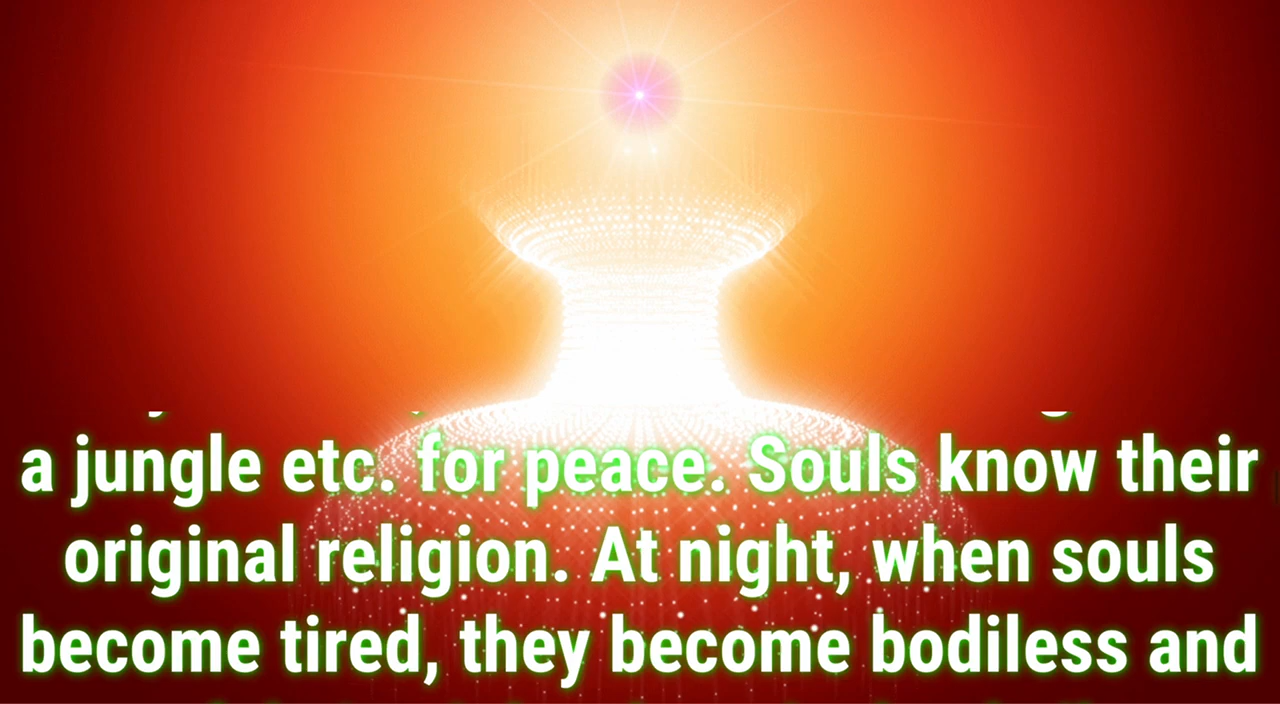 a jungle etc. for peace. Souls know their
original religion. At night, when souls
become tired, they become bodiless and